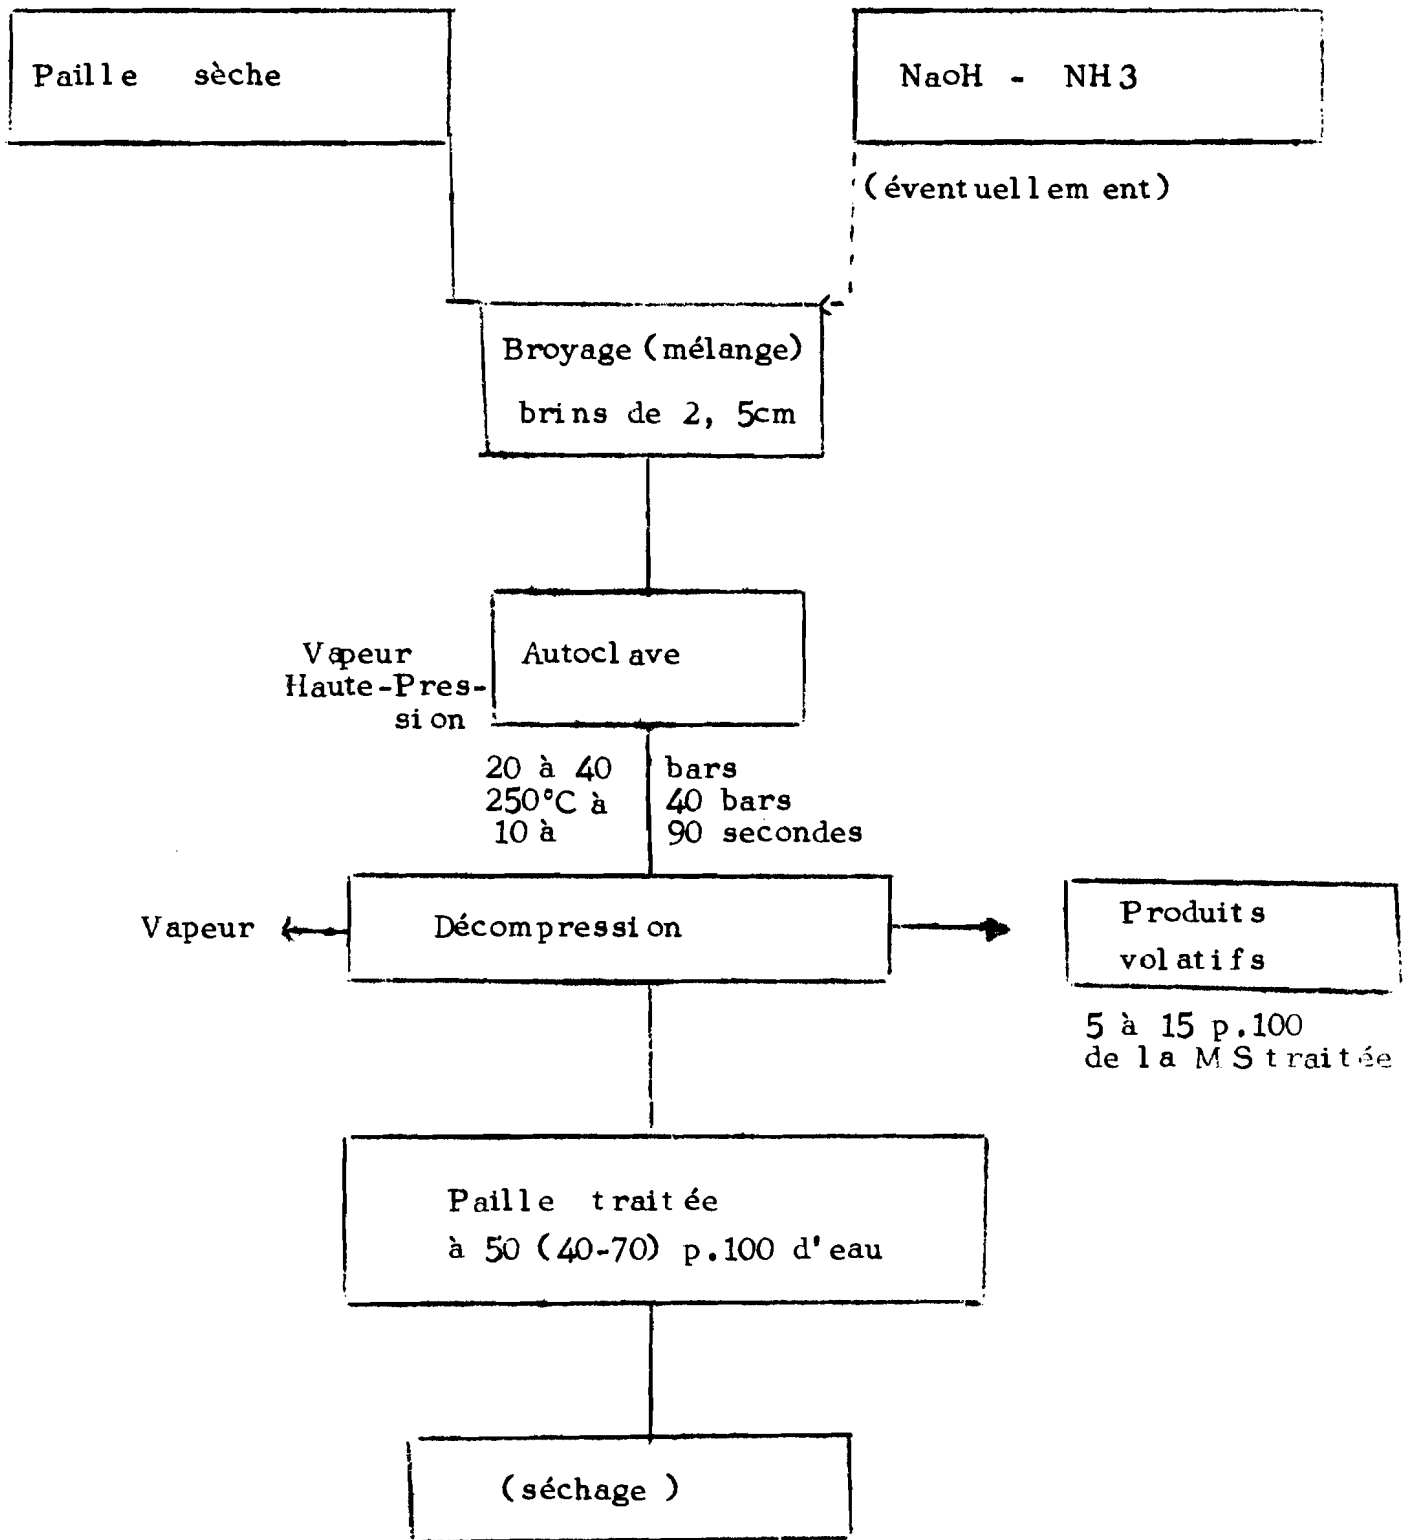 Paille sèche
NaoH - NH3
(éventuellement)
Broyage (mélange)
brins de 2, 5cm
Vapeur
Haute-Pres-
sion
Autoclave
20 à 40 bars
250°C à 40 bars
10 à 90 secondes
Vapeur
Décompression
Produits
volatifs
5 à 15 p.100
de la MS traitée
Paille traitée
à 50 (40-70) p.100 d'eau
(séchage )